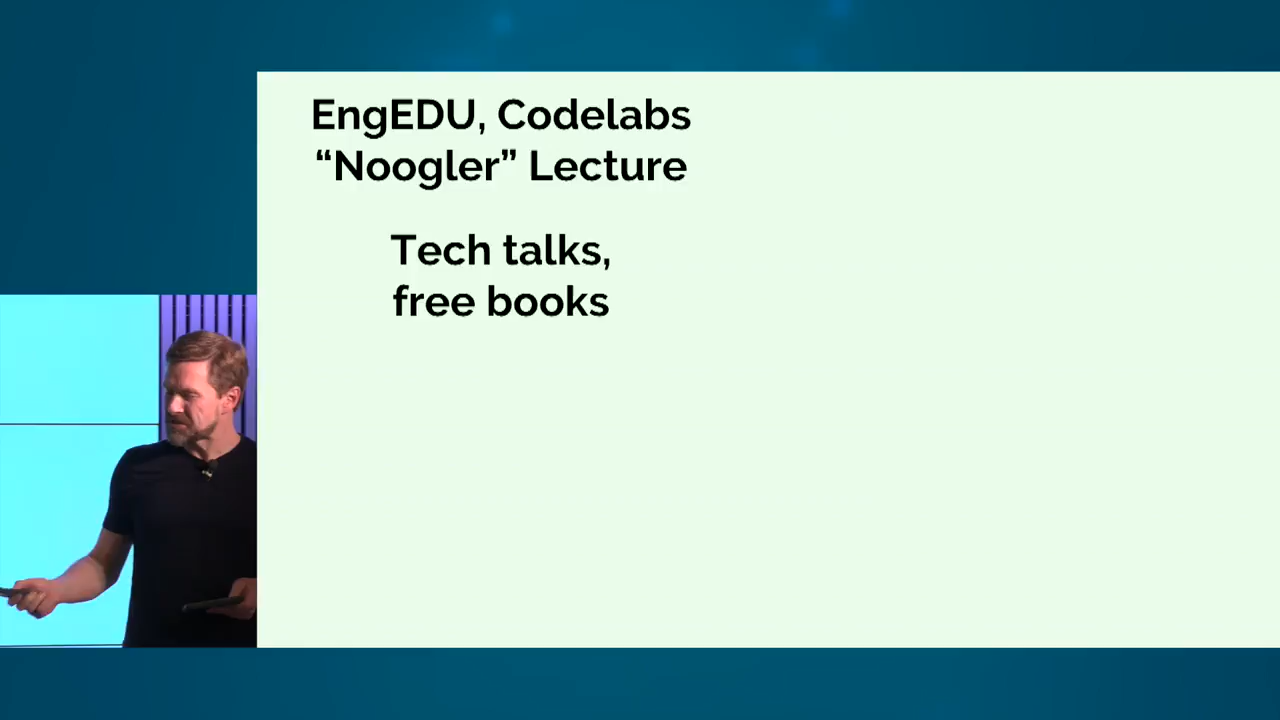 EngEDU, Codelabs
“Noogler” Lecture
Tech talks,
free books